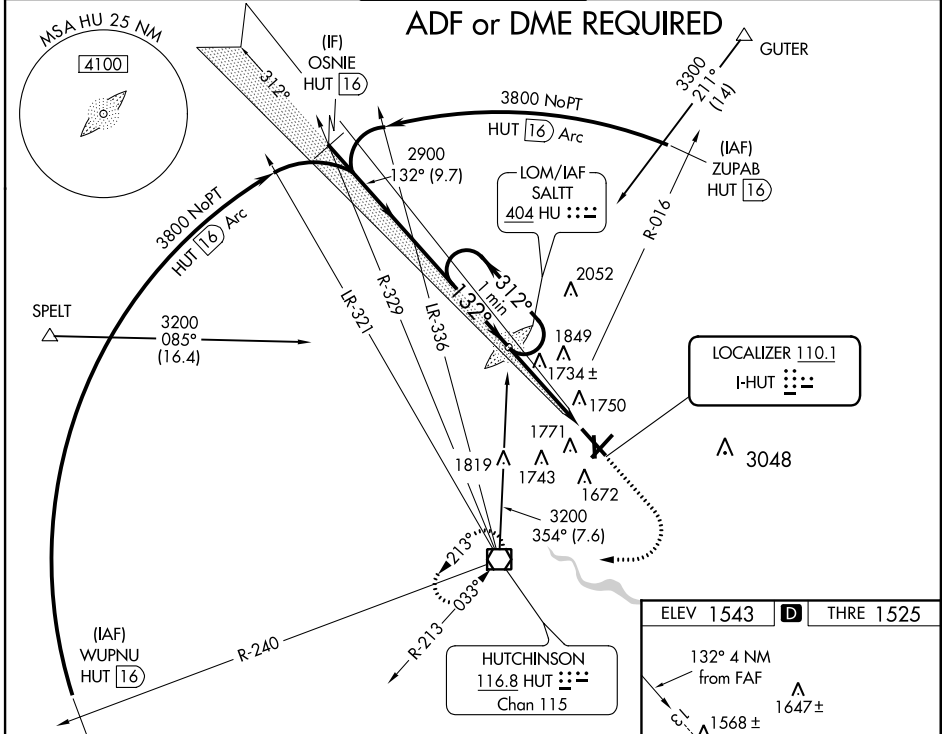 ADF or DME REQUIRED
MSA HU 25 NM
4100
(IF)
OSNIE
HUT 16
312°
GUTER
3300
211°
(14)
3800 NoPT
HUT 16 Arc
(IAF)
ZUPAB
HUT 16
2900
132° (9.7)
LOM/IAF
SALTT
404 HU
R-016
3800 NoPT
HUT 16 Arc
SPELT
3200
085°
(16.4)
LR-321
R-329
LR-336
132°
1 min
312°
2052
1849
1734 ±
1750
LOCALIZER 110.1
I-HUT
1771
3048
1819
1743
1672
3200
354° (7.6)
213°
033°
R-213
R-240
(IAF)
WUPNU
HUT 16
HUTCHINSON
116.8 HUT
Chan 115
ELEV 1543 D THRE 1525
132° 4 NM
from FAF
1647 ±
13
1568 ±